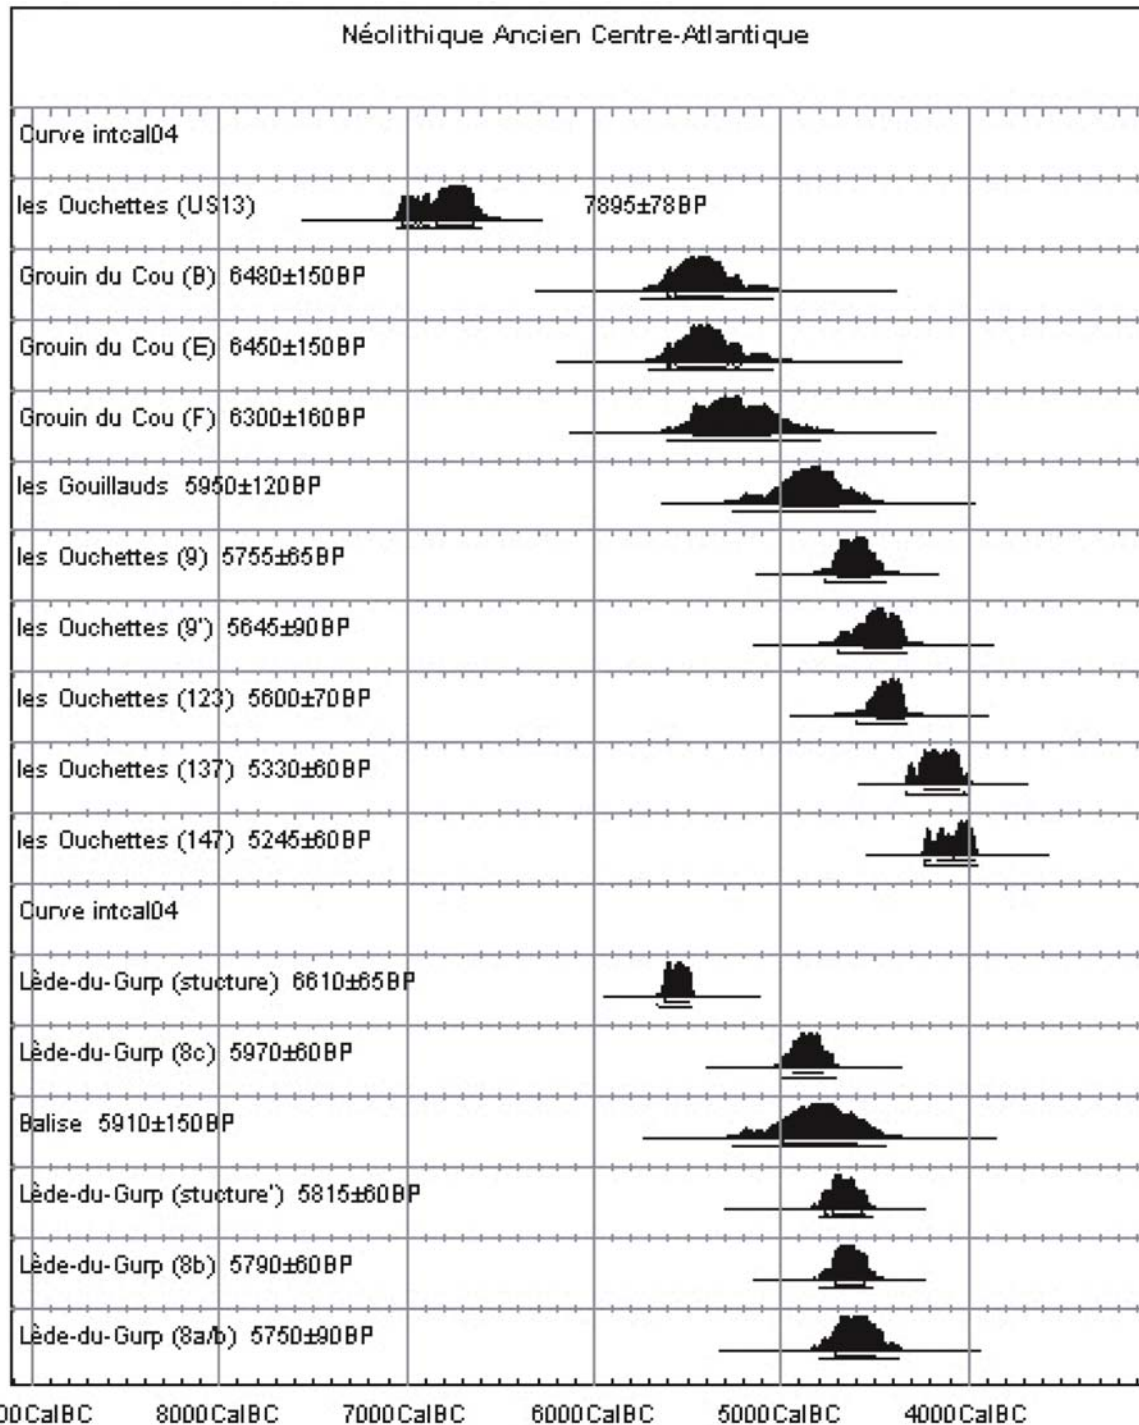 Néolithique Ancien Centre-Atlantique
Curve intcal04
les Ouchettes (US13) 7895±78BP
Grouin du Cou (B) 6480±150BP
Grouin du Cou (E) 6450±150BP
Grouin du Cou (F) 6300±160BP
les Gouillauds 5950±120BP
les Ouchettes (9) 5755±65BP
les Ouchettes (9') 5645±90BP
les Ouchettes (123) 5600±70BP
les Ouchettes (137) 5330±60BP
les Ouchettes (147) 5245±60BP
Curve intcal04
Lède-du-Gurp (stucture) 6610±65BP
Lède-du-Gurp (8c) 5970±60BP
Balise 5910±150BP
Lède-du-Gurp (stucture') 5815±60BP
Lède-du-Gurp (8b) 5790±60BP
Lède-du-Gurp (8a/b) 5750±90BP
00CalBC 8000CalBC 7000CalBC 6000CalBC 5000CalBC 4000CalBC